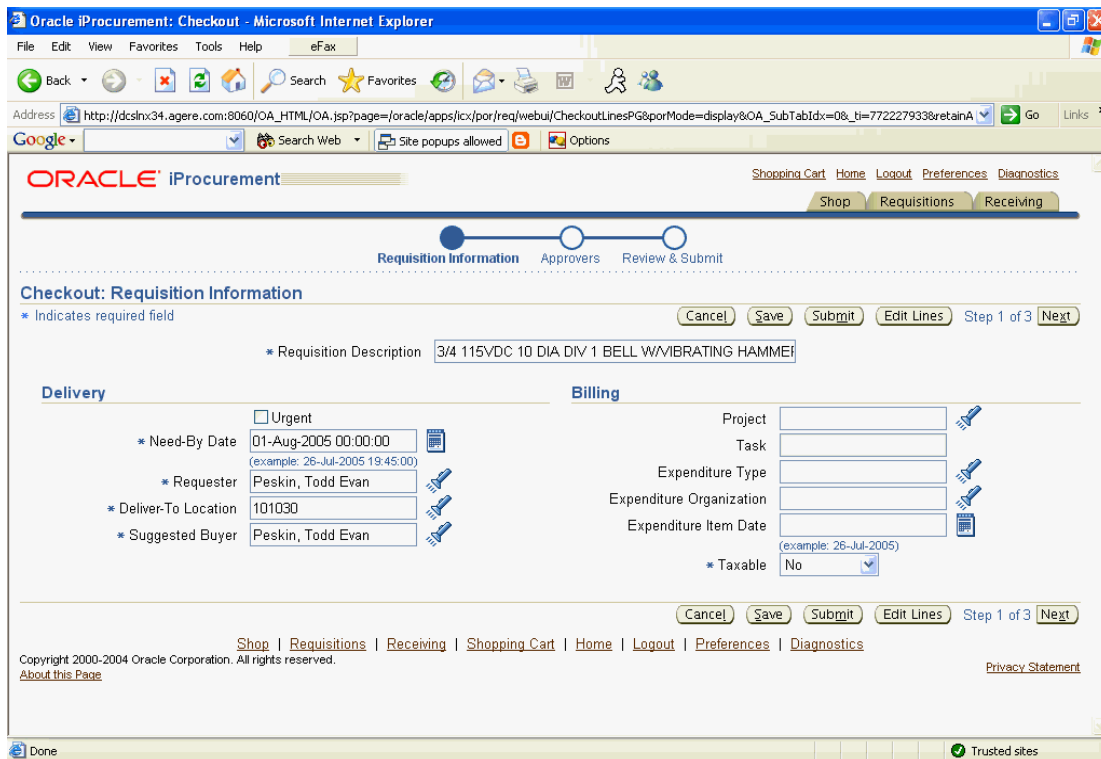 Oracle iProcurement: Checkout - Microsoft Internet Explorer
File Edit View Favorites Tools Help eFax
Back Search Favorites
Address http://dcslnx34.agere.com:8060/OA_HTML/OA.jsp?page=/oracle/apps/icx/por/req/webui/CheckoutLinesPG&porMode=display&OA_SubTabIdx=0&_ti=772227933&retainA Go Links
Google Search Web Site popups allowed Options
ORACLE iProcurement
Shopping Cart Home Logout Preferences Diagnostics
Shop Requisitions Receiving
Requisition Information Approvers Review & Submit
Checkout: Requisition Information
* Indicates required field Cancel Save Submit Edit Lines Step 1 of 3 Next
* Requisition Description 3/4 115VDC 10 DIA DIV 1 BELL W/VIBRATING HAMMER
Delivery
Urgent
* Need-By Date 01-Aug-2005 00:00:00
(example: 26-Jul-2005 19:45:00)
* Requester Peskin, Todd Evan
* Deliver-To Location 101030
* Suggested Buyer Peskin, Todd Evan
Billing
Project
Task
Expenditure Type
Expenditure Organization
Expenditure Item Date
(example: 26-Jul-2005)
* Taxable No
Cancel Save Submit Edit Lines Step 1 of 3 Next
Shop | Requisitions | Receiving | Shopping Cart | Home | Logout | Preferences | Diagnostics
Copyright 2000-2004 Oracle Corporation. All rights reserved.
About this Page Privacy Statement
Done Trusted sites